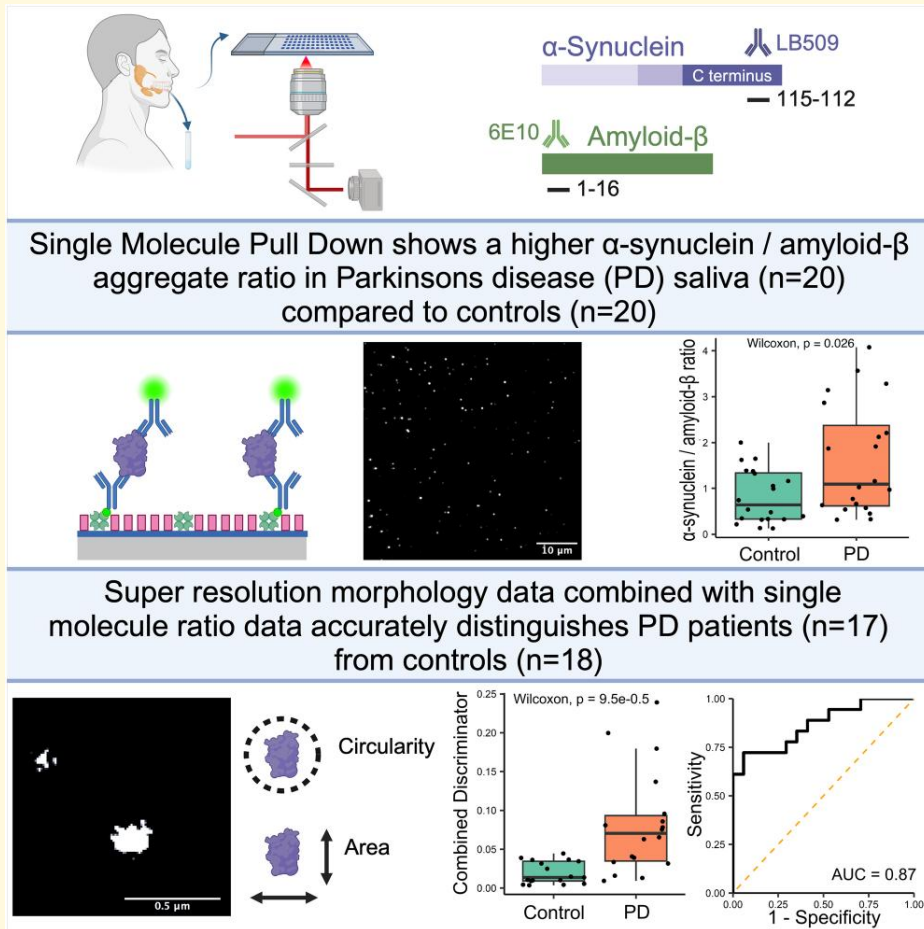 α-Synuclein
LB509
C terminus
115-112
6E10
Amyloid-β
1-16
Single Molecule Pull Down shows a higher α-synuclein / amyloid-β
aggregate ratio in Parkinsons disease (PD) saliva (n=20)
compared to controls (n=20)
10 μm
Wilcoxon, p = 0.026
α-synuclein / amyloid-β ratio
4
3
2
1
0
Control
PD
Super resolution morphology data combined with single
molecule ratio data accurately distinguishes PD patients (n=17)
from controls (n=18)
0.5 μm
Circularity
Area
Wilcoxon, p = 9.5e-0.5
Combined Discriminator
0.25
0.20
0.15
0.10
0.05
0.00
Control
PD
Sensitivity
1.00
0.75
0.50
0.25
0.00
AUC = 0.87
0.00
0.25
0.50
0.75
1.00
1 - Specificity